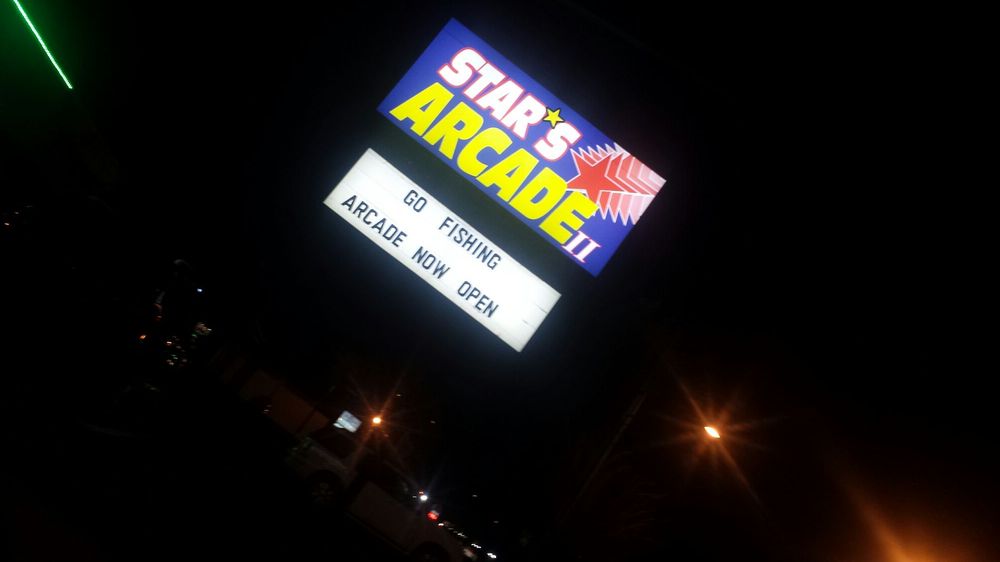 STAR★S
ARCADE II
GO FISHING
ARCADE NOW OPEN